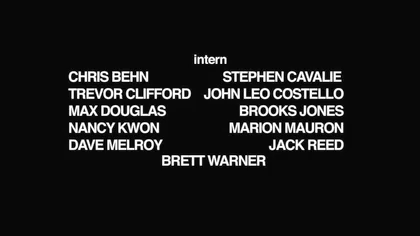 intern
CHRIS BEHN STEPHEN CAVALIE
TREVOR CLIFFORD JOHN LEO COSTELLO
MAX DOUGLAS BROOKS JONES
NANCY KWON MARION MAURON
DAVE MELROY JACK REED
BRETT WARNER